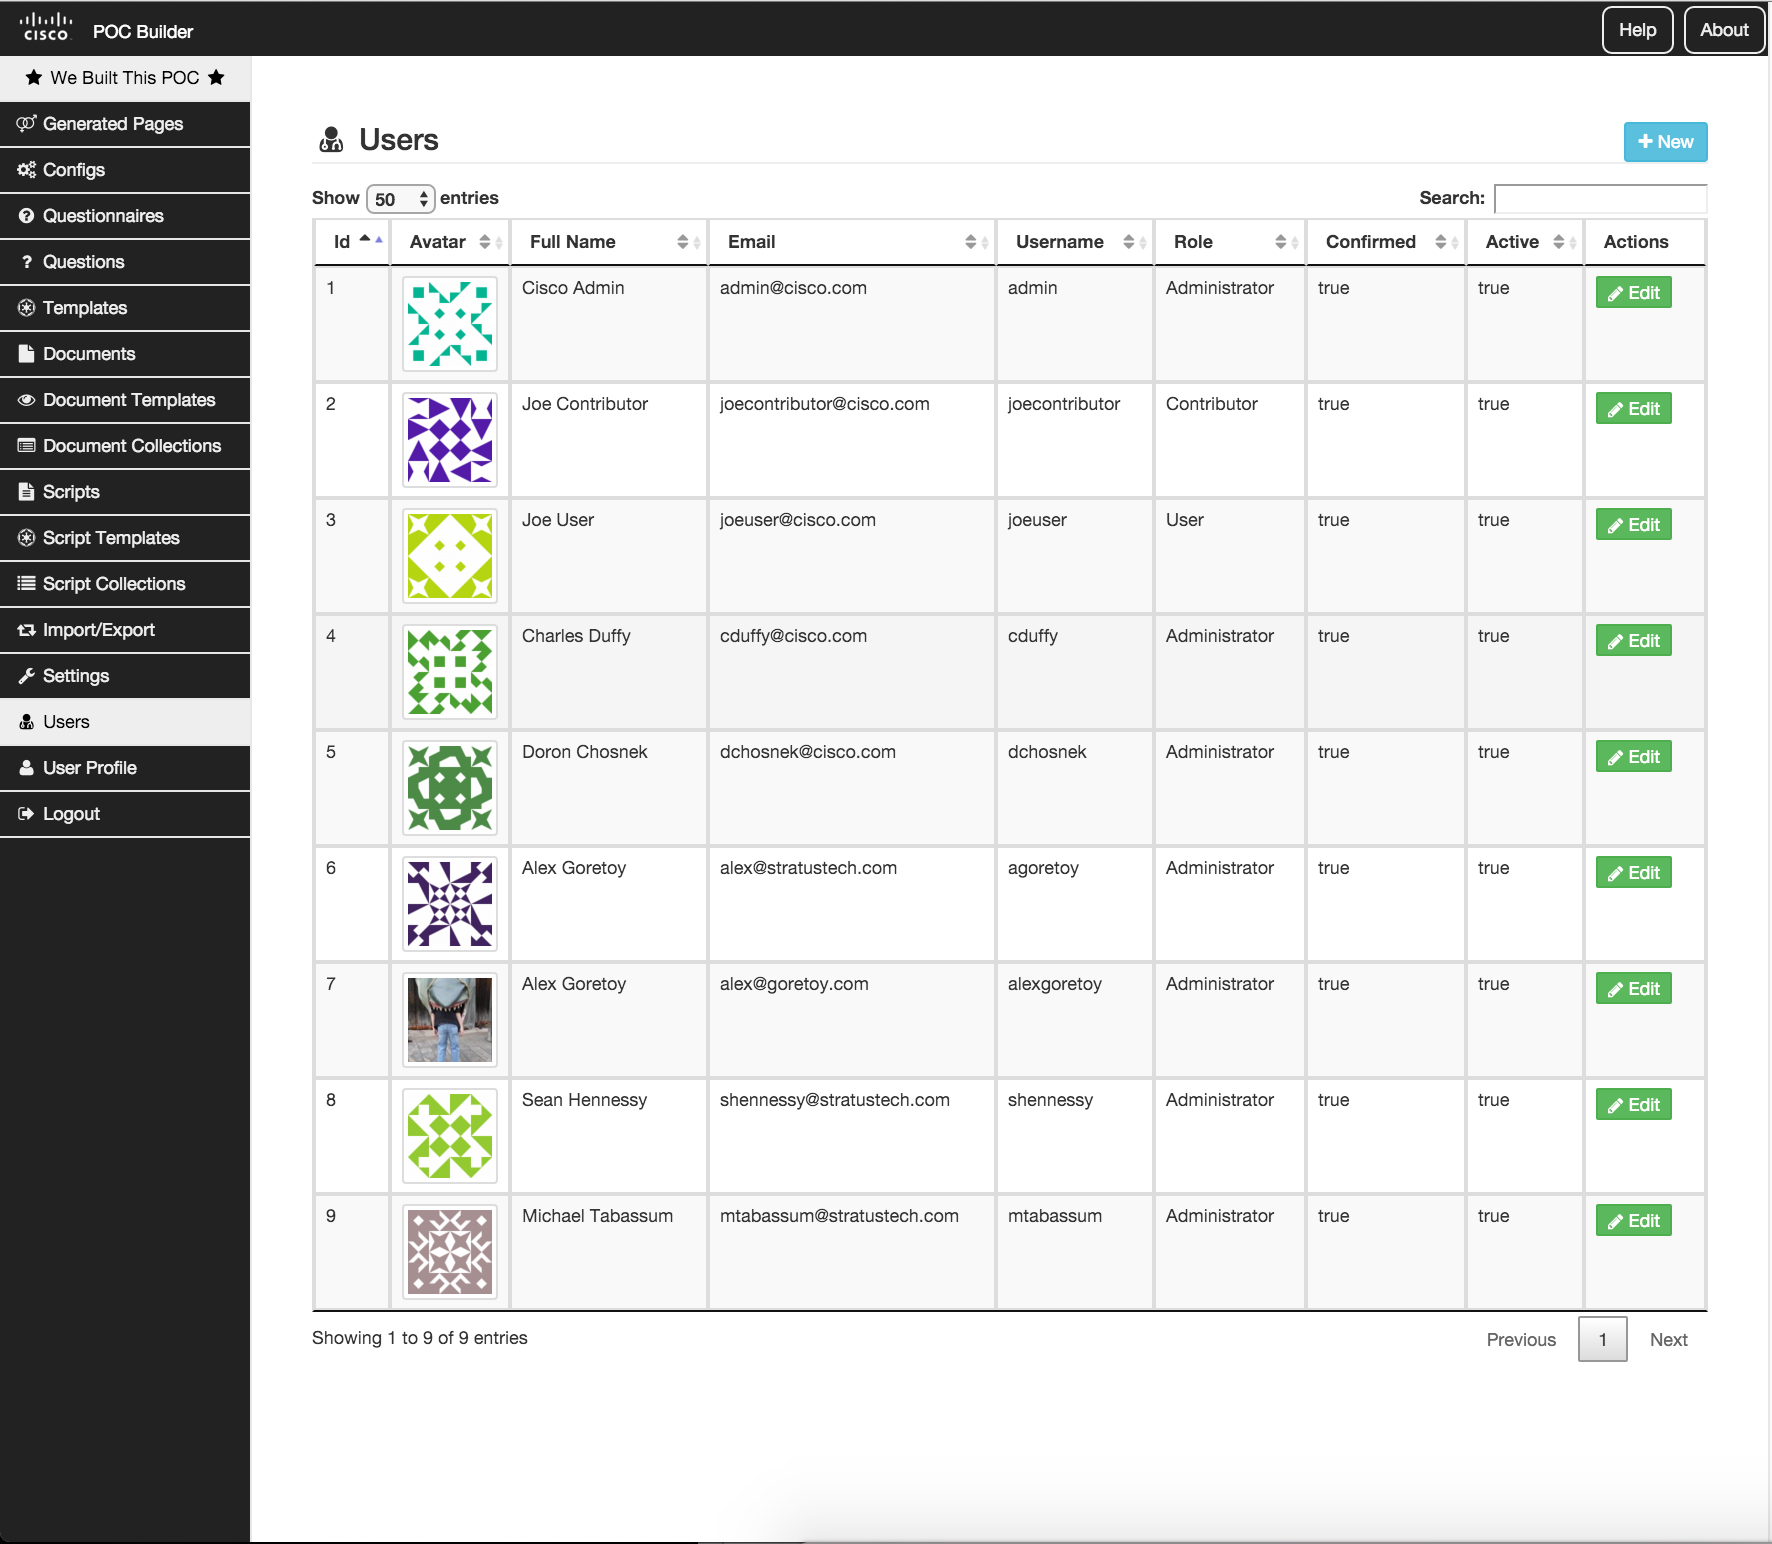 cisco POC Builder Help About
★ We Built This POC ★
Generated Pages
Configs
Questionnaires
Questions
Templates
Documents
Document Templates
Document Collections
Scripts
Script Templates
Script Collections
Import/Export
Settings
Users
User Profile
Logout
Users + New
Show 50 entries Search:
Id Avatar Full Name Email Username Role Confirmed Active Actions
1 Cisco Admin admin@cisco.com admin Administrator true true Edit
2 Joe Contributor joecontributor@cisco.com joecontributor Contributor true true Edit
3 Joe User joeuser@cisco.com joeuser User true true Edit
4 Charles Duffy cduffy@cisco.com cduffy Administrator true true Edit
5 Doron Chosnek dchosnek@cisco.com dchosnek Administrator true true Edit
6 Alex Goretoy alex@stratustech.com agoretoy Administrator true true Edit
7 Alex Goretoy alex@goretoy.com alexgoretoy Administrator true true Edit
8 Sean Hennessy shennessy@stratustech.com shennessy Administrator true true Edit
9 Michael Tabassum mtabassum@stratustech.com mtabassum Administrator true true Edit
Showing 1 to 9 of 9 entries Previous 1 Next